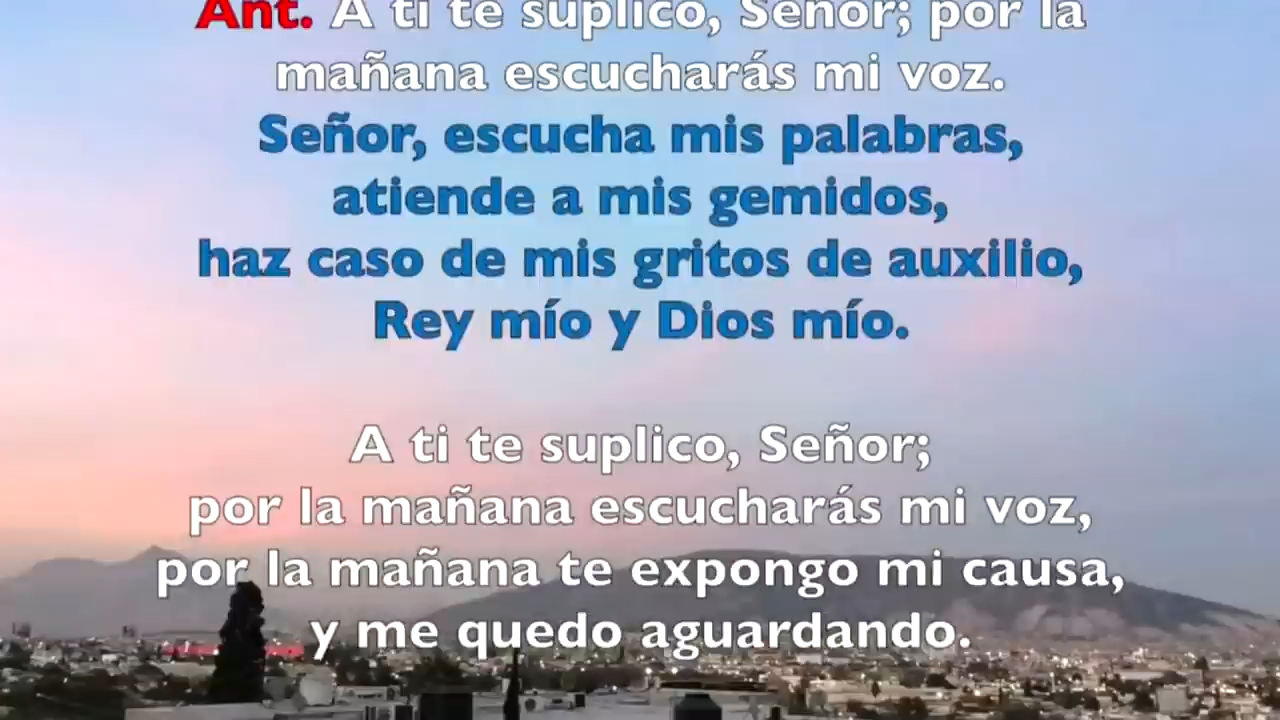 Ant. A ti te suplico, Señor; por la
mañana escucharás mi voz.
Señor, escucha mis palabras,
atiende a mis gemidos,
haz caso de mis gritos de auxilio,
Rey mío y Dios mío.
A ti te suplico, Señor;
por la mañana escucharás mi voz,
por la mañana te expongo mi causa,
y me quedo aguardando.